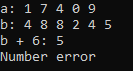 a: 1 7 4 0 9
b: 4 8 8 2 4 5
b + 6: 5
Number error